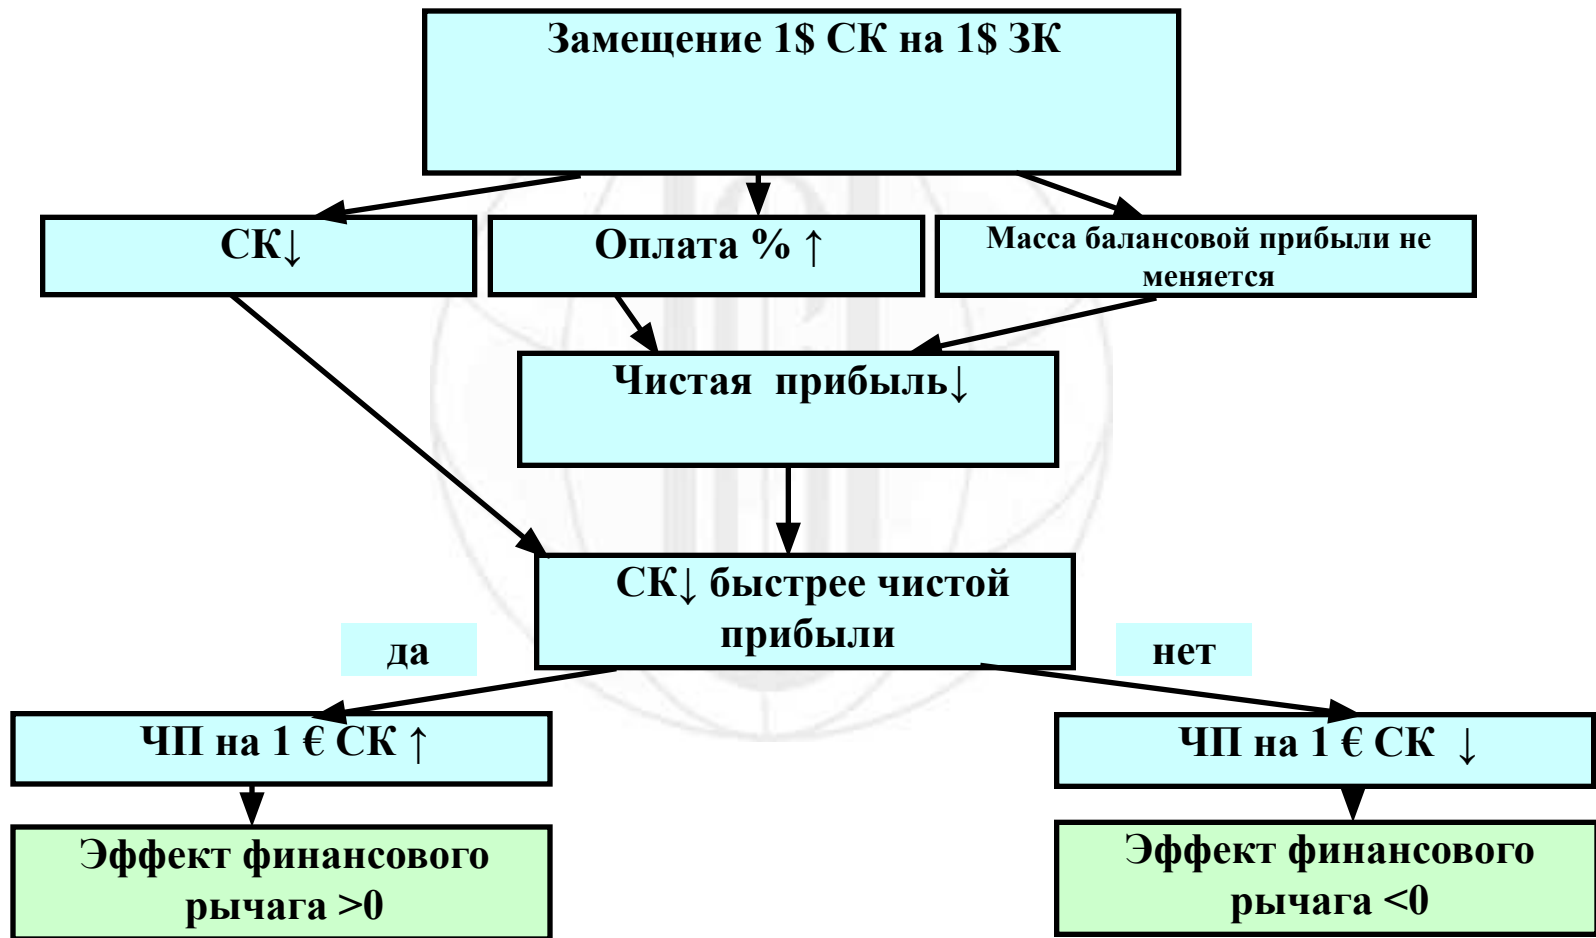 Замещение 1$ СК на 1$ ЗК
СК↓
Оплата % ↑
Масса балансовой прибыли не
меняется
Чистая прибыль↓
СК↓ быстрее чистой
прибыли
да
нет
ЧП на 1 € СК ↑
ЧП на 1 € СК ↓
Эффект финансового
рычага >0
Эффект финансового
рычага <0